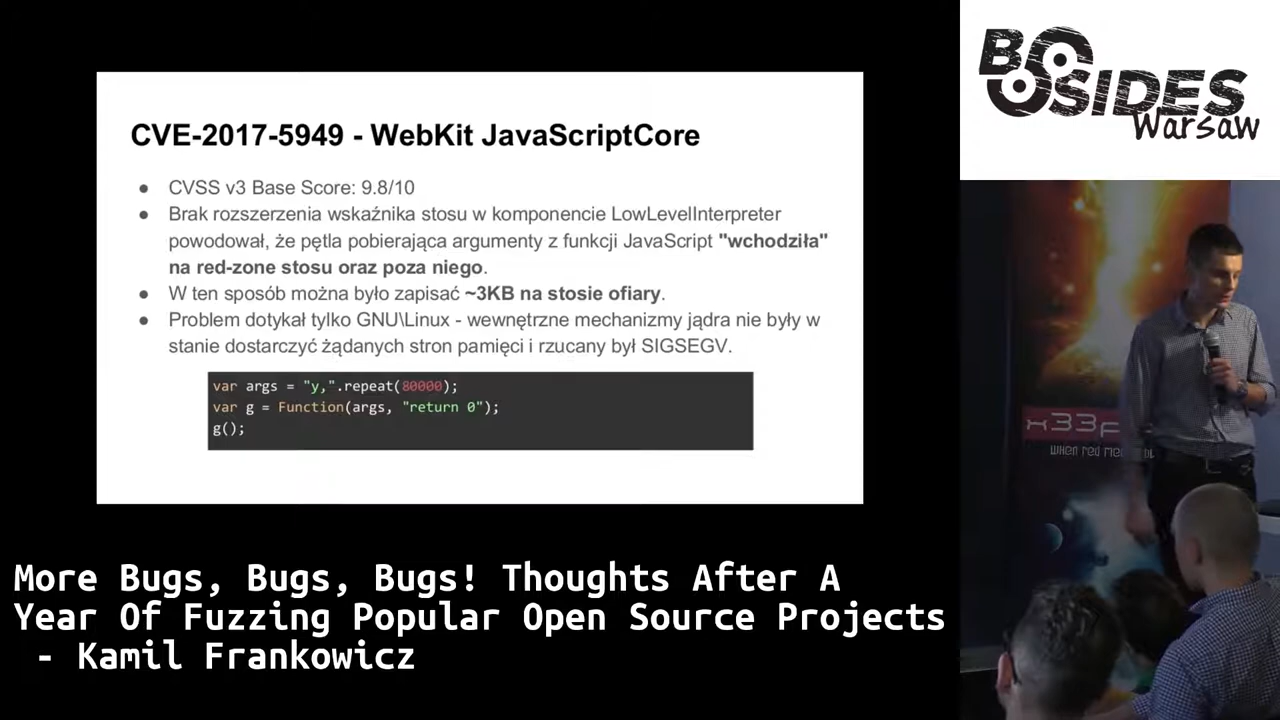 CVE-2017-5949 - WebKit JavaScriptCore
● CVSS v3 Base Score: 9.8/10
● Brak rozszerzenia wskaźnika stosu w komponencie LowLevelInterpreter
powodował, że pętla pobierająca argumenty z funkcji JavaScript "wchodziła"
na red-zone stosu oraz poza niego.
● W ten sposób można było zapisać ~3KB na stosie ofiary.
● Problem dotykał tylko GNU\Linux - wewnętrzne mechanizmy jądra nie były w
stanie dostarczyć żądanych stron pamięci i rzucany był SIGSEGV.
var args = "y,".repeat(80000);
var g = Function(args, "return 0");
g();
BSIDES
Warsaw
x33f
More Bugs, Bugs, Bugs! Thoughts After A
Year Of Fuzzing Popular Open Source Projects
- Kamil Frankowicz